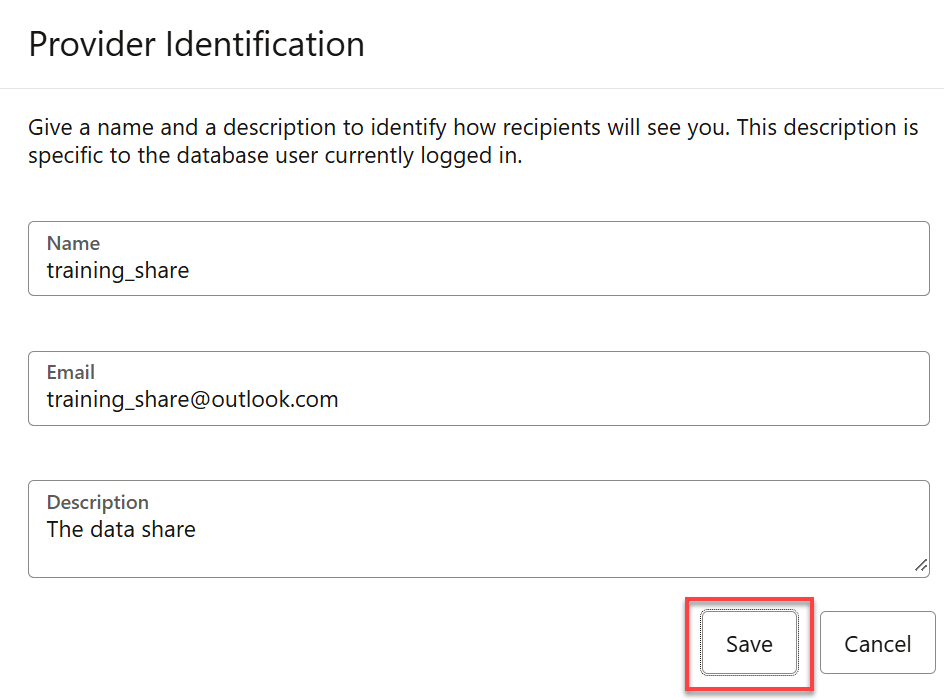 Provider Identification
Give a name and a description to identify how recipients will see you. This description is
specific to the database user currently logged in.
Name
training_share
Email
training_share@outlook.com
Description
The data share
Save
Cancel